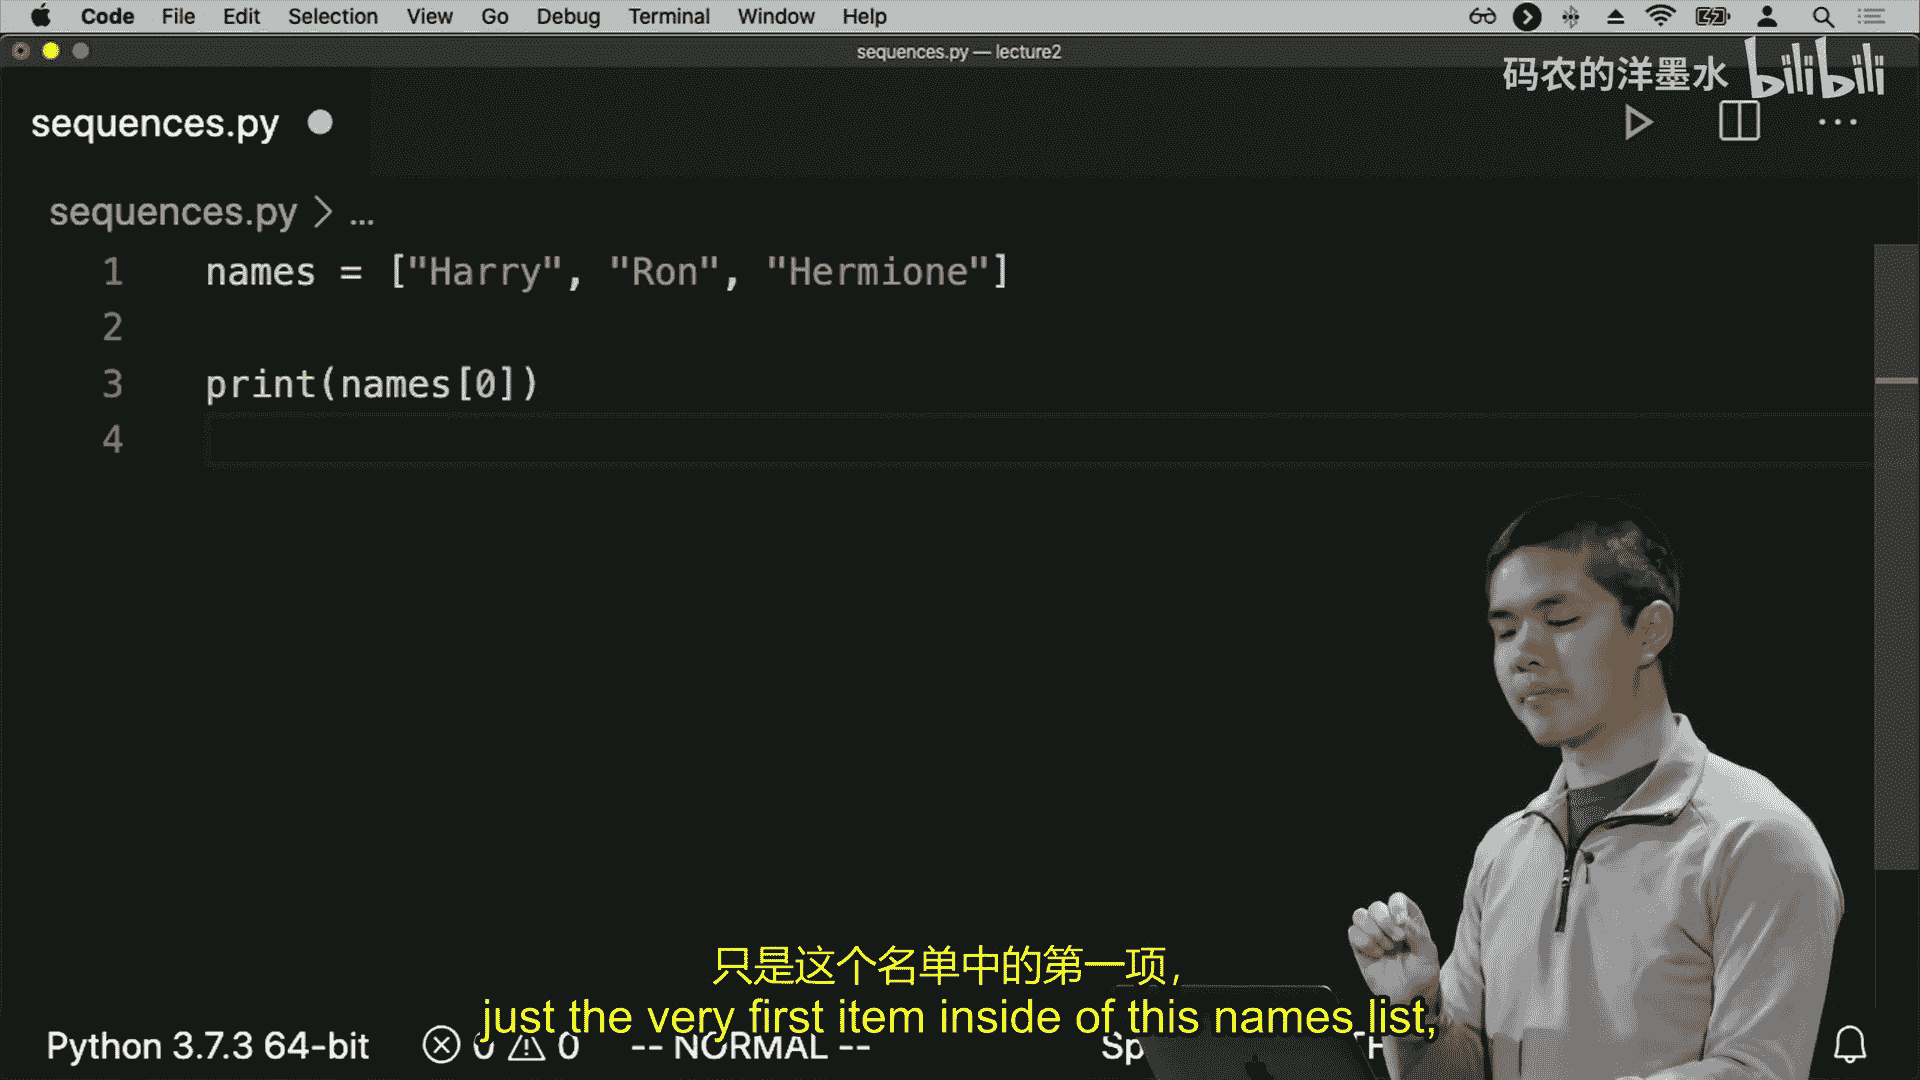 Code File Edit Selection View Go Debug Terminal Window Help
sequences.py — lecture2
码农的洋墨水 bilibili
sequences.py
sequences.py > ...
1 names = ["Harry", "Ron", "Hermione"]
2
3 print(names[0])
4
只是这个名单中的第一项，
just the very first item inside of this names list,
Python 3.7.3 64-bit 0 0 -- NORMAL --